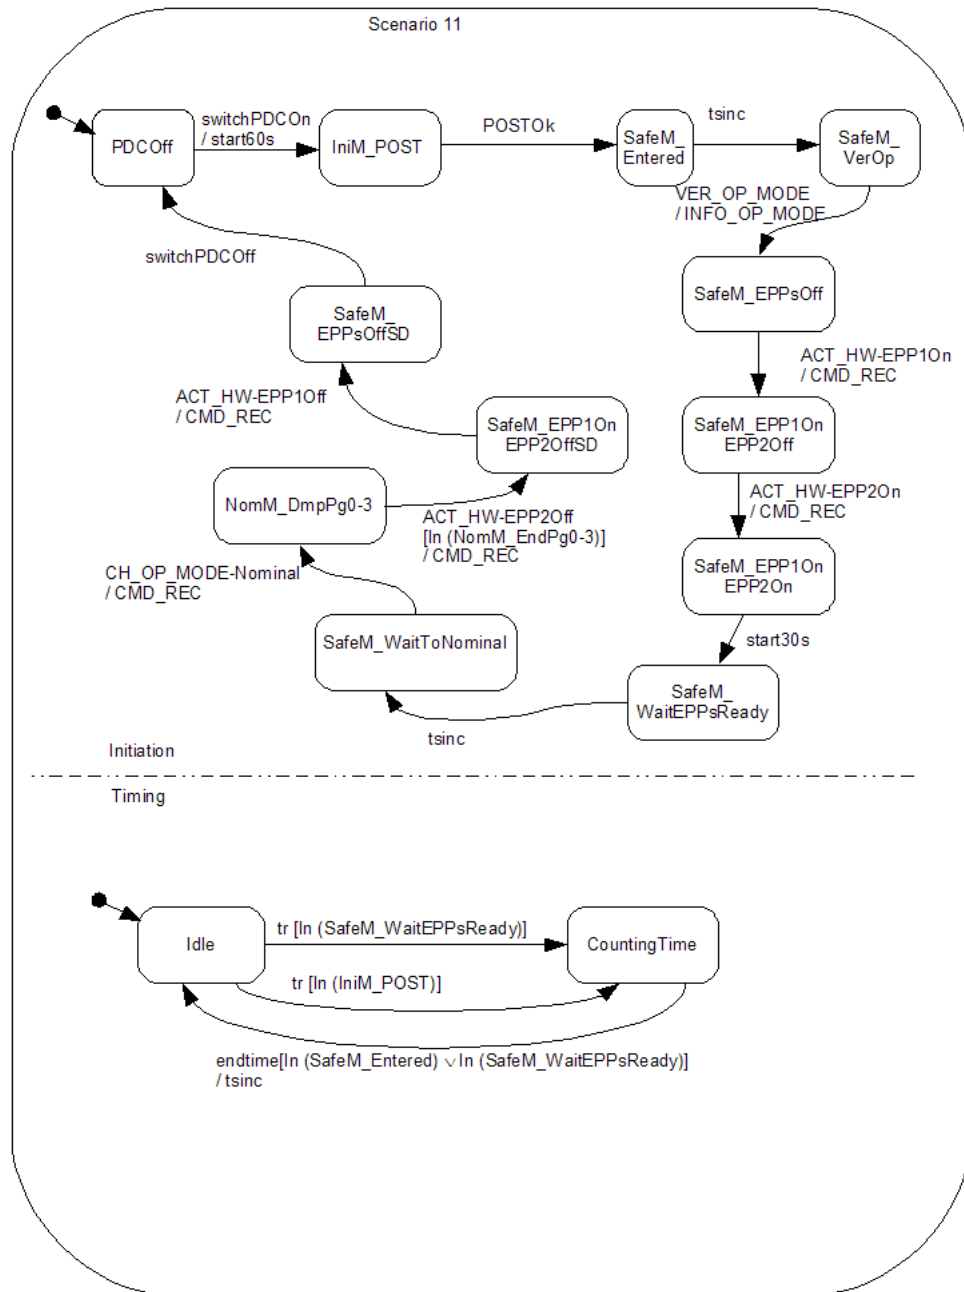 Scenario 11
PDCOff
switchPDCOn
/ start60s
IniM_POST
POSTOk
SafeM_
Entered
tsinc
SafeM_
VerOp
VER_OP_MODE
/ INFO_OP_MODE
switchPDCOff
SafeM_EPPsOff
SafeM_
EPPsOffSD
ACT_HW-EPP1On
/ CMD_REC
ACT_HW-EPP1Off
/ CMD_REC
SafeM_EPP1On
EPP2OffSD
SafeM_EPP1On
EPP2Off
NomM_DmpPg0-3
ACT_HW-EPP2Off
[In (NomM_EndPg0-3)]
/ CMD_REC
ACT_HW-EPP2On
/ CMD_REC
SafeM_EPP1On
EPP2On
CH_OP_MODE-Nominal
/ CMD_REC
SafeM_WaitToNominal
start30s
SafeM_
WaitEPPsReady
tsinc
Initiation
Timing
Idle
tr [In (SafeM_WaitEPPsReady)]
CountingTime
tr [In (IniM_POST)]
endtime[In (SafeM_Entered) ∨ In (SafeM_WaitEPPsReady)]
/ tsinc